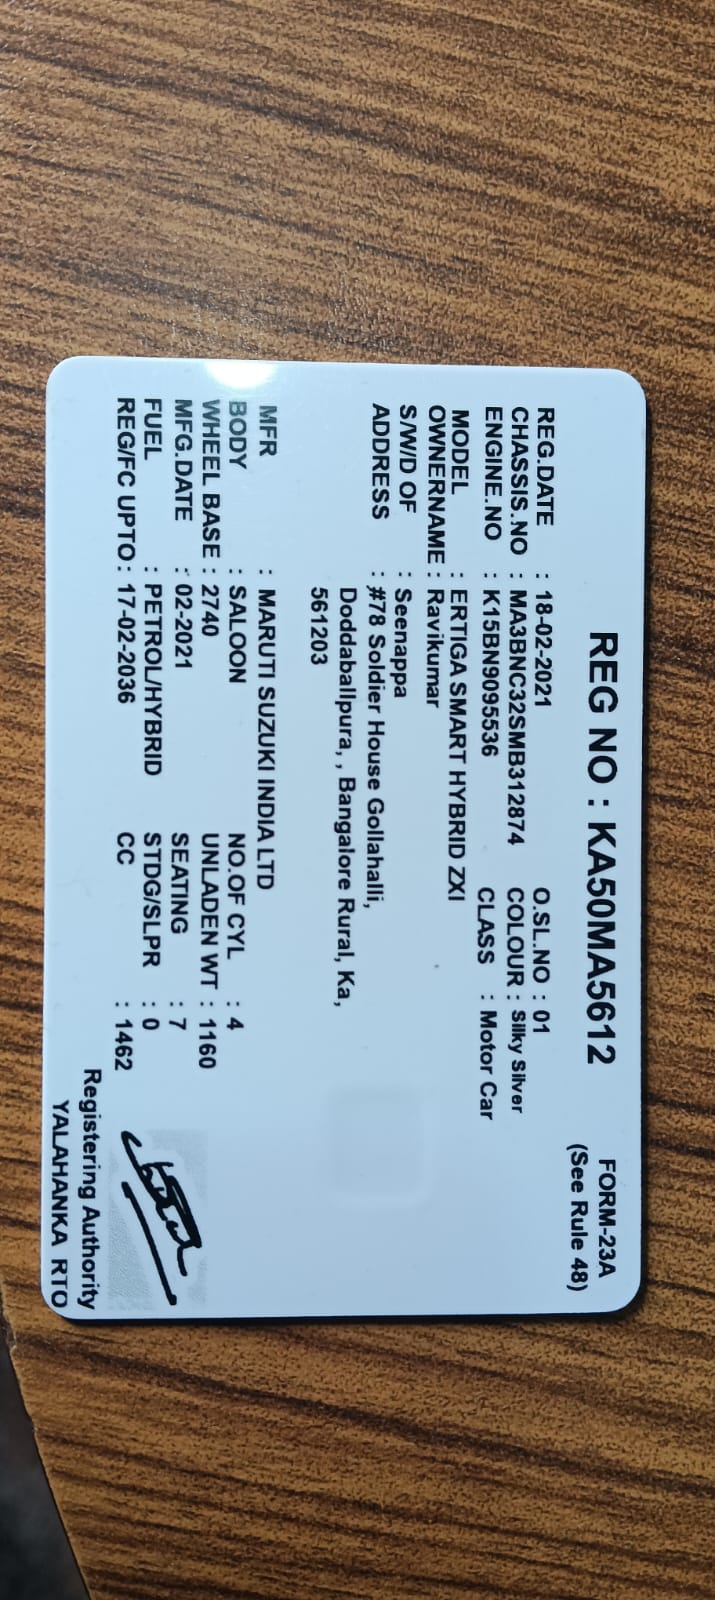 REG NO : KA50MA5612
FORM-23A
(See Rule 48)
REG.DATE : 18-02-2021 O.SL.NO : 01
CHASSIS.NO : MA3BNC32SMB312874 COLOUR : Silky Silver
ENGINE.NO : K15BN9095536 CLASS : Motor Car
MODEL : ERTIGA SMART HYBRID ZXI
OWNERNAME : Ravikumar
S/W/D OF : Seenappa
ADDRESS : #78 Soldier House Gollahalli,
Doddaballpura, , Bangalore Rural, Ka,
561203
MFR : MARUTI SUZUKI INDIA LTD
BODY : SALOON NO.OF CYL : 4
WHEEL BASE : 2740 UNLADEN WT : 1160
MFG.DATE : 02-2021 SEATING : 7
FUEL : PETROL/HYBRID STDG/SLPR : 0
REG/FC UPTO : 17-02-2036 CC : 1462
Registering Authority
YALAHANKA RTO